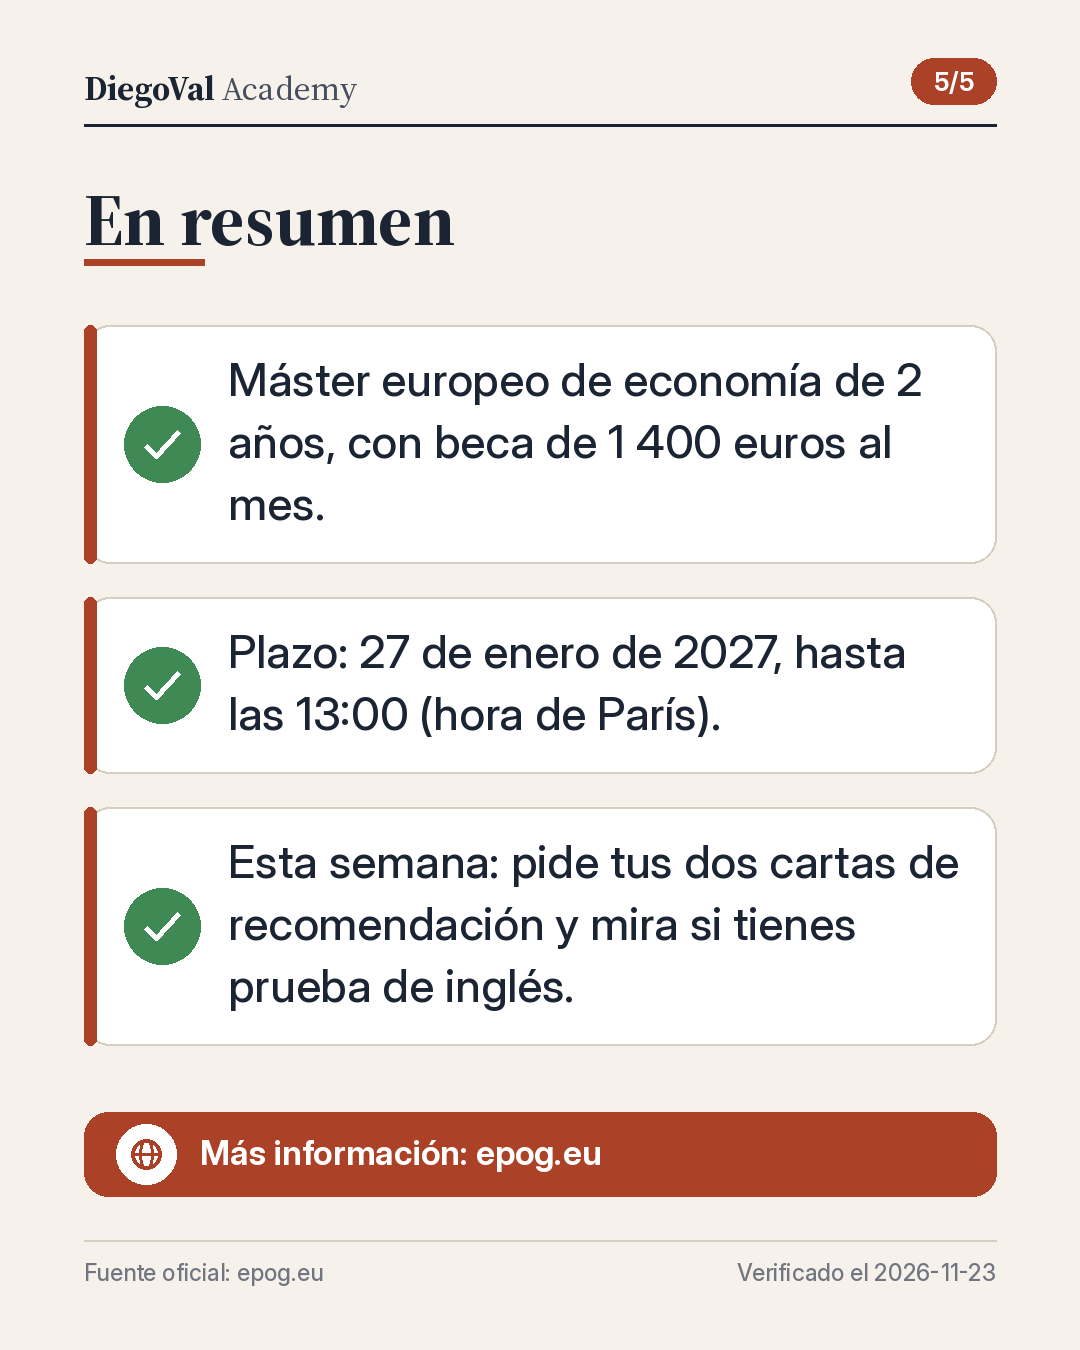 DiegoVal Academy
5/5
En resumen
Máster europeo de economía de 2
años, con beca de 1 400 euros al
mes.
Plazo: 27 de enero de 2027, hasta
las 13:00 (hora de París).
Esta semana: pide tus dos cartas de
recomendación y mira si tienes
prueba de inglés.
Más información: epog.eu
Fuente oficial: epog.eu
Verificado el 2026-11-23